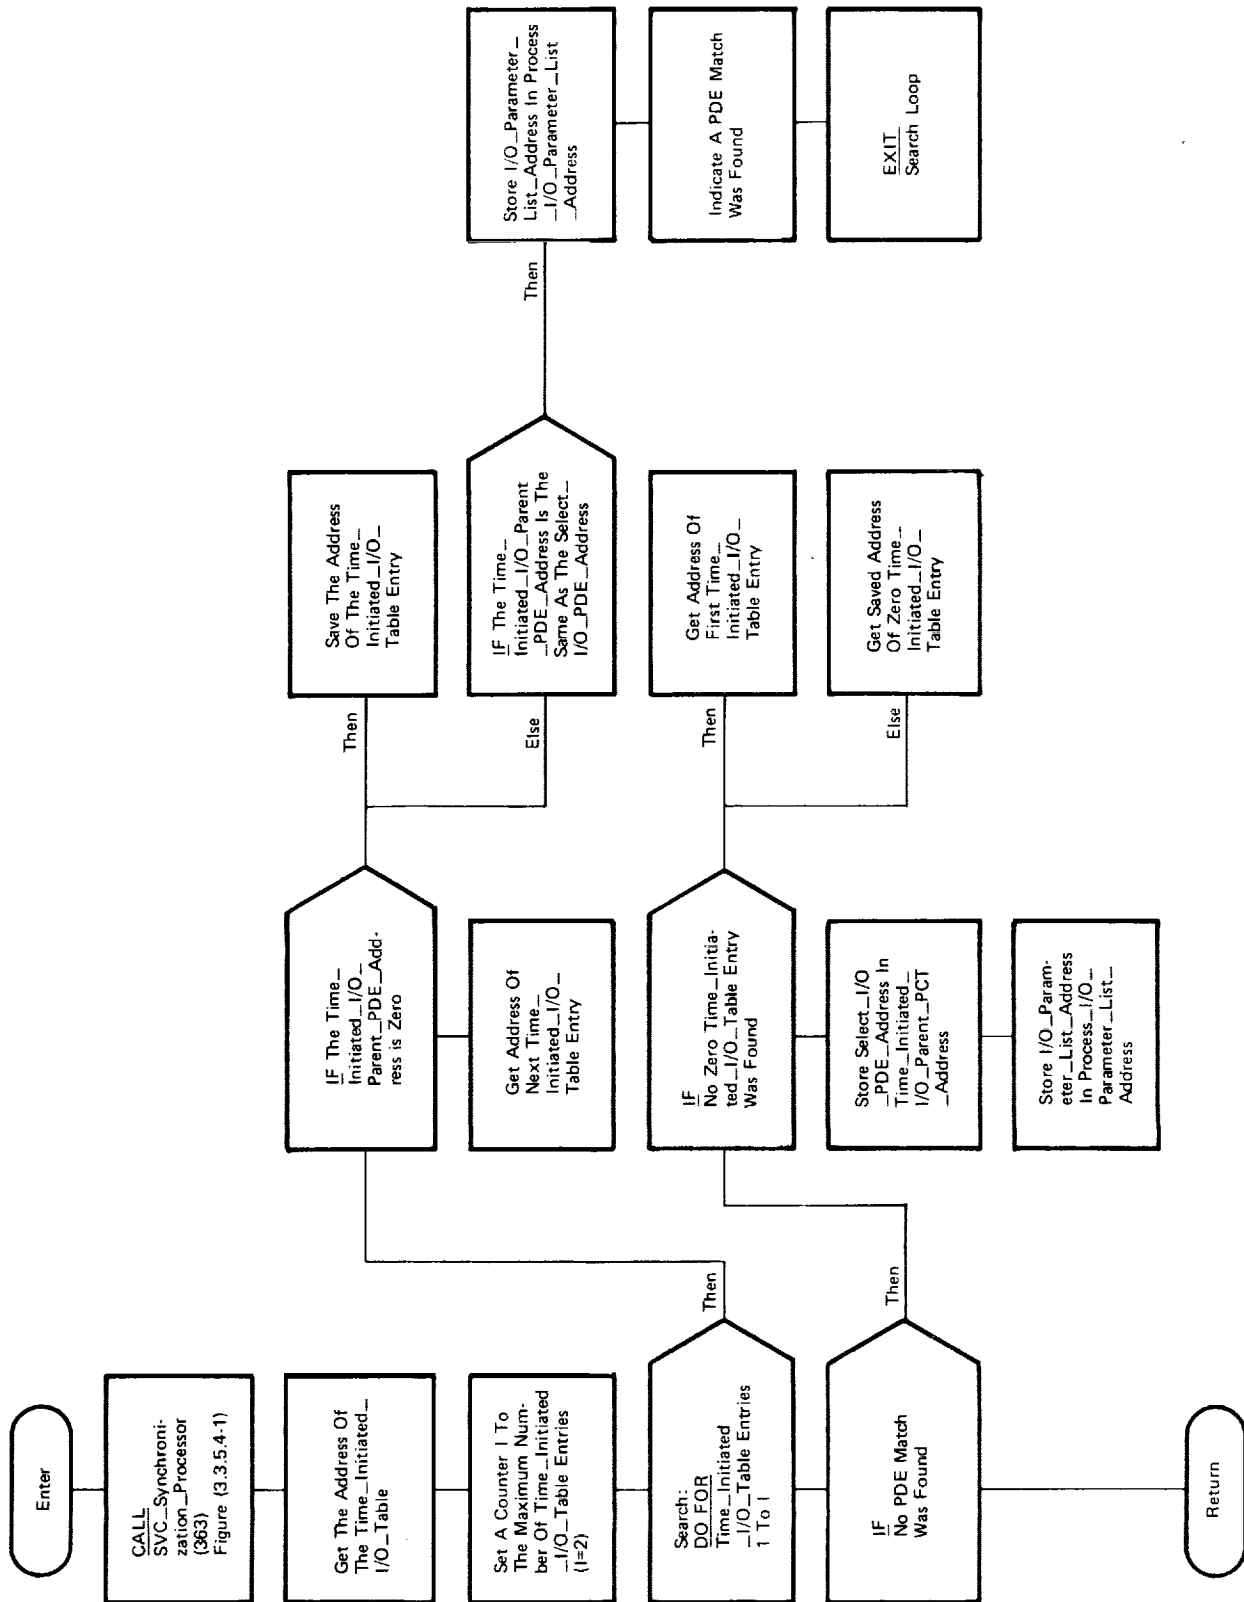 Enter
CALL
SVC_Synchroni-
zation_Processor
(363)
Figure (3.3.5.4-1)
Get The Address Of
The Time_Initiated_
I/O_Table
Set A Counter I To
The Maximum Num-
ber Of Time_Initiated
_I/O_Table Entries
(I=2)
Search:
DO FOR
Time_Initiated
_I/O_Table Entries
1 To I
Then
IF The Time_
Initiated_I/O_
Parent_PDE_Add-
ress is Zero
Then
Save The Address
Of The Time_
Initiated_I/O_
Table Entry
Else
IF The Time_
Initiated_I/O_Parent
_PDE_Address Is The
Same As The Select_
I/O_PDE_Address
Then
Store I/O_Parameter_
List_Address In Process
_I/O_Parameter_List
_Address
Indicate A PDE Match
Was Found
EXIT
Search Loop
Get Address Of
Next Time_
Initiated_I/O_
Table Entry
IF
No PDE Match
Was Found
Then
IF
No Zero Time_Initia-
ted_I/O_Table Entry
Was Found
Then
Get Address Of
First Time_
Initiated_I/O_
Table Entry
Else
Get Saved Address
Of Zero Time_
Initiated_I/O_
Table Entry
Store Select_I/O
_PDE_Address In
Time_Initiated_
I/O_Parent_PCT
_Address
Store I/O_Param-
eter_List_Address
In Process_I/O_
Parameter_List_
Address
Return